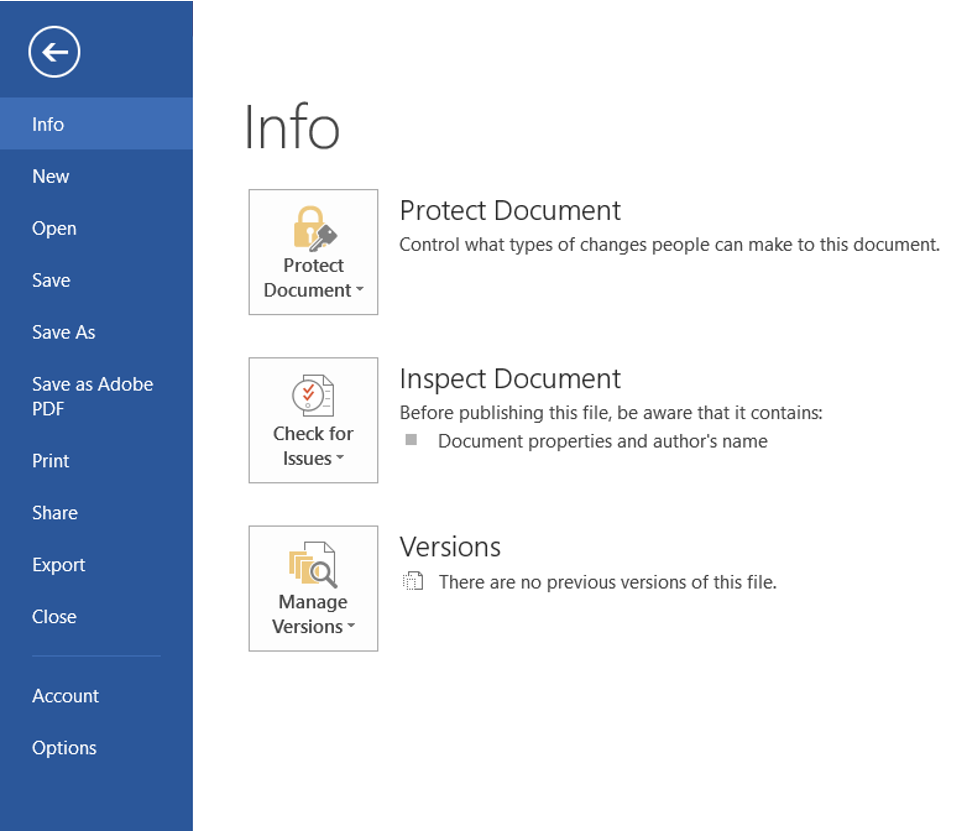 Info
New
Open
Save
Save As
Save as Adobe
PDF
Print
Share
Export
Close
Account
Options
Info
Protect
Document
Protect Document
Control what types of changes people can make to this document.
Check for
Issues
Inspect Document
Before publishing this file, be aware that it contains:
Document properties and author's name
Manage
Versions
Versions
There are no previous versions of this file.